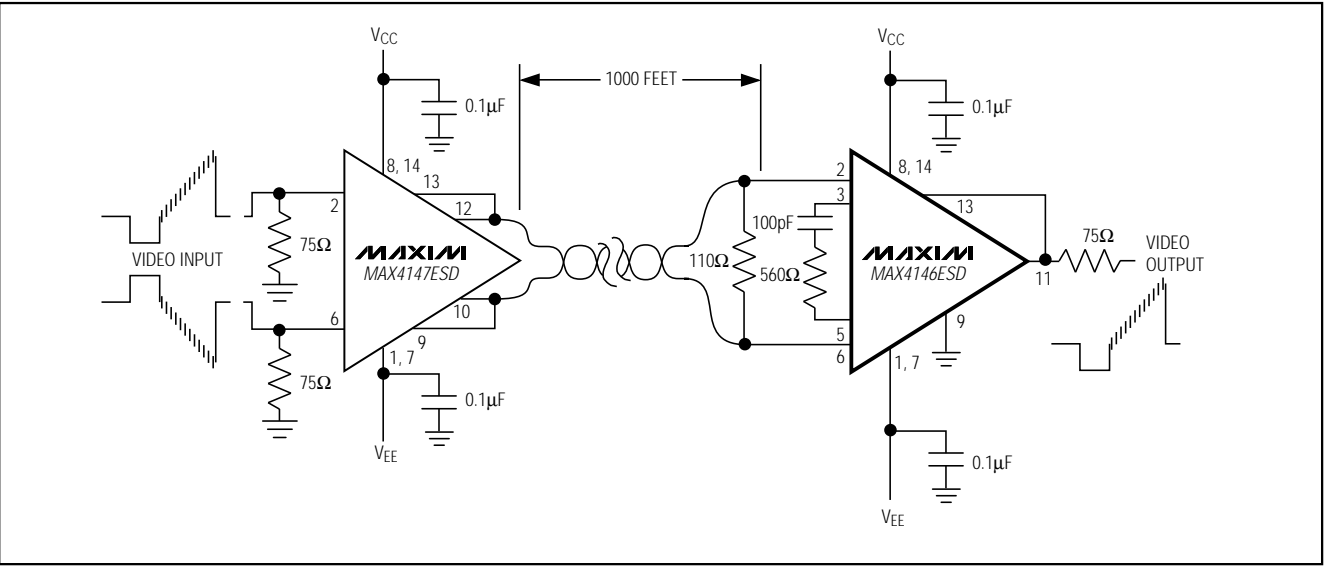 VCC
VCC
1000 FEET
0.1µF
0.1µF
8, 14
8, 14
13
2
12
2
3
13
75Ω
100pF
75Ω
VIDEO
OUTPUT
VIDEO INPUT
MAXIM
MAX4147ESD
110Ω
560Ω
MAXIM
MAX4146ESD
11
6
10
9
5
6
9
75Ω
1, 7
1, 7
0.1µF
VEE
0.1µF
VEE